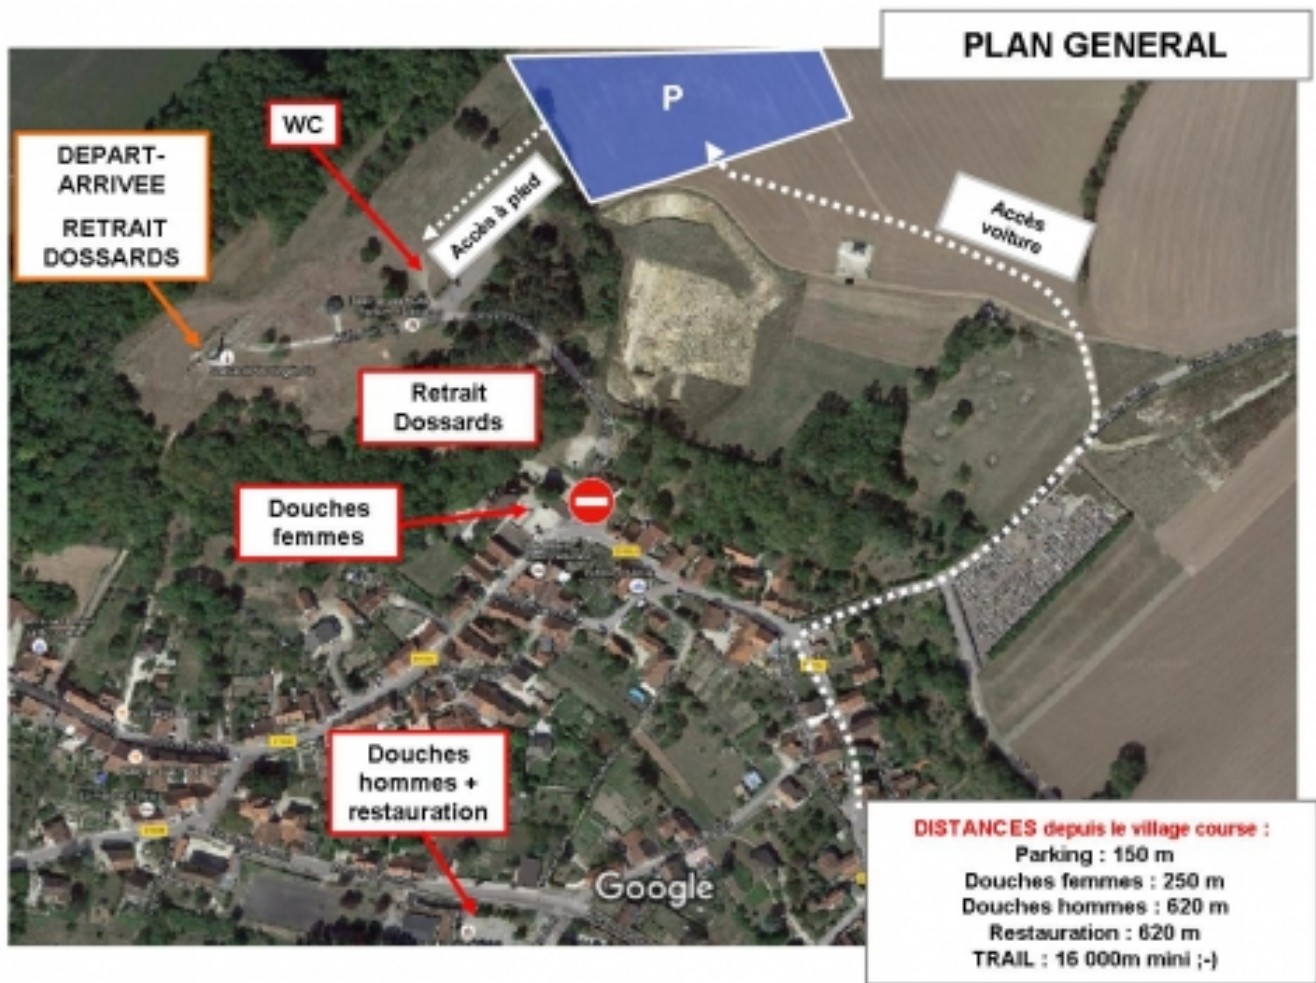 PLAN GENERAL
P
WC
DEPART-
ARRIVEE
RETRAIT
DOSSARDS
Accès à pied
Accès
voiture
Retrait
Dossards
Douches
femmes
Douches
hommes +
restauration
Google
DISTANCES depuis le village course :
Parking : 150 m
Douches femmes : 250 m
Douches hommes : 620 m
Restauration : 620 m
TRAIL : 16 000m mini ;-)